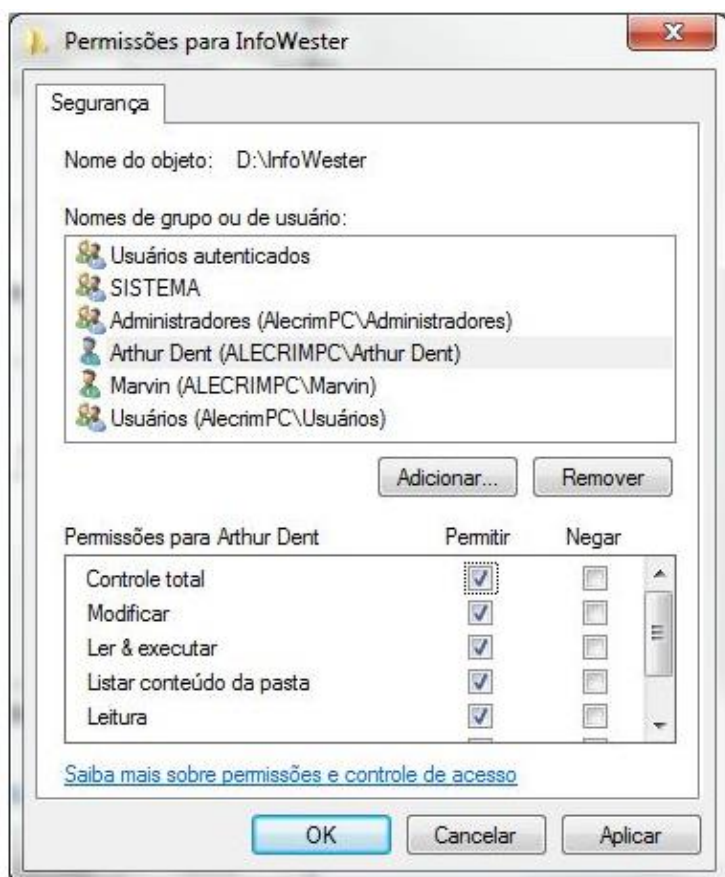 Permissões para InfoWester
Segurança
Nome do objeto: D:\InfoWester
Nomes de grupo ou de usuário:
Usuários autenticados
SISTEMA
Administradores (AlecrimPC\Administradores)
Arthur Dent (ALECRIMPC\Arthur Dent)
Marvin (ALECRIMPC\Marvin)
Usuários (AlecrimPC\Usuários)
Adicionar... Remover
Permissões para Arthur Dent Permitir Negar
Controle total
Modificar
Ler & executar
Listar conteúdo da pasta
Leitura
Saiba mais sobre permissões e controle de acesso
OK Cancelar Aplicar